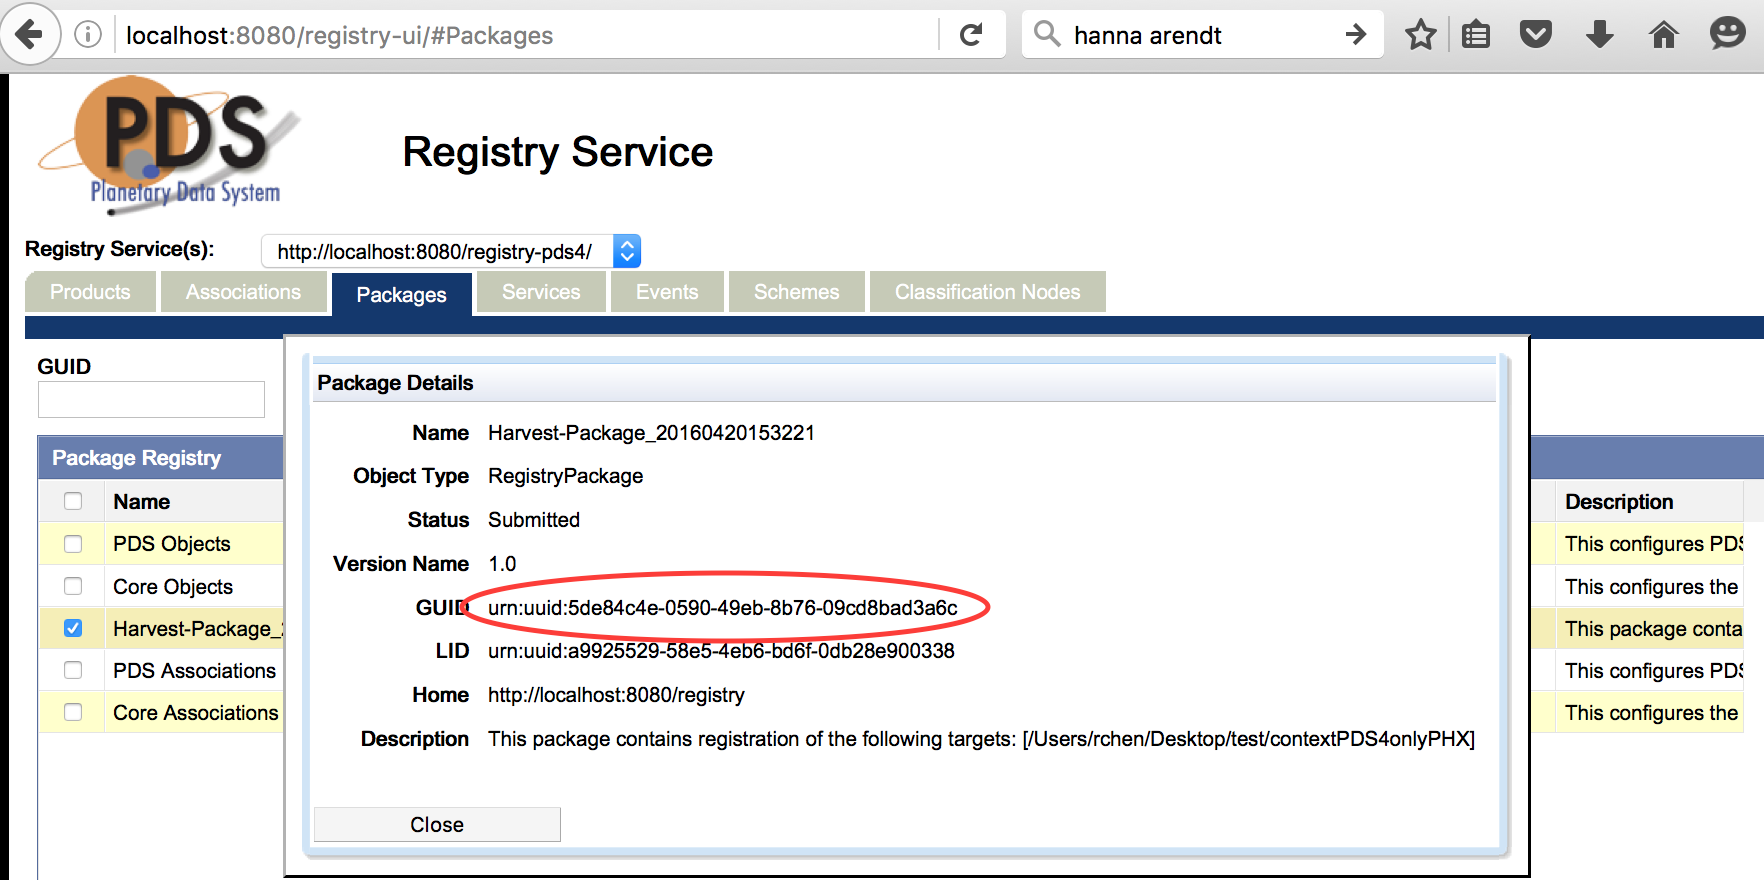 localhost:8080/registry-ui/#Packages hanna arendt
PDS
Planetary Data System
Registry Service
Registry Service(s): http://localhost:8080/registry-pds4/
Products Associations Packages Services Events Schemes Classification Nodes
GUID
Package Registry
Name Description
PDS Objects This configures PDS
Core Objects This configures the
Harvest-Package_2 This package conta
PDS Associations This configures PDS
Core Associations This configures the
Package Details
Name Harvest-Package_20160420153221
Object Type RegistryPackage
Status Submitted
Version Name 1.0
GUID urn:uuid:5de84c4e-0590-49eb-8b76-09cd8bad3a6c
LID urn:uuid:a9925529-58e5-4eb6-bd6f-0db28e900338
Home http://localhost:8080/registry
Description This package contains registration of the following targets: [/Users/rchen/Desktop/test/contextPDS4onlyPHX]
Close